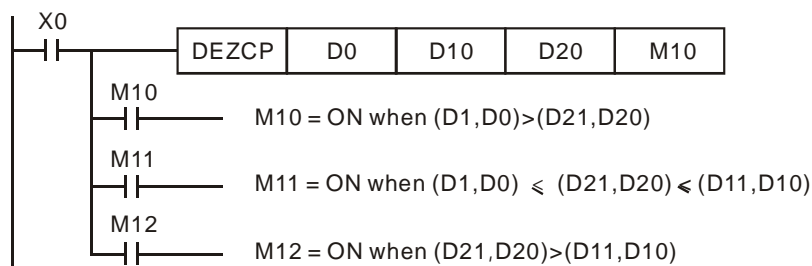 X0
DEZCP D0 D10 D20 M10
M10
M10 = ON when (D1,D0)>(D21,D20)
M11
M11 = ON when (D1,D0) ⩽ (D21,D20) ⩽ (D11,D10)
M12
M12 = ON when (D21,D20)>(D11,D10)